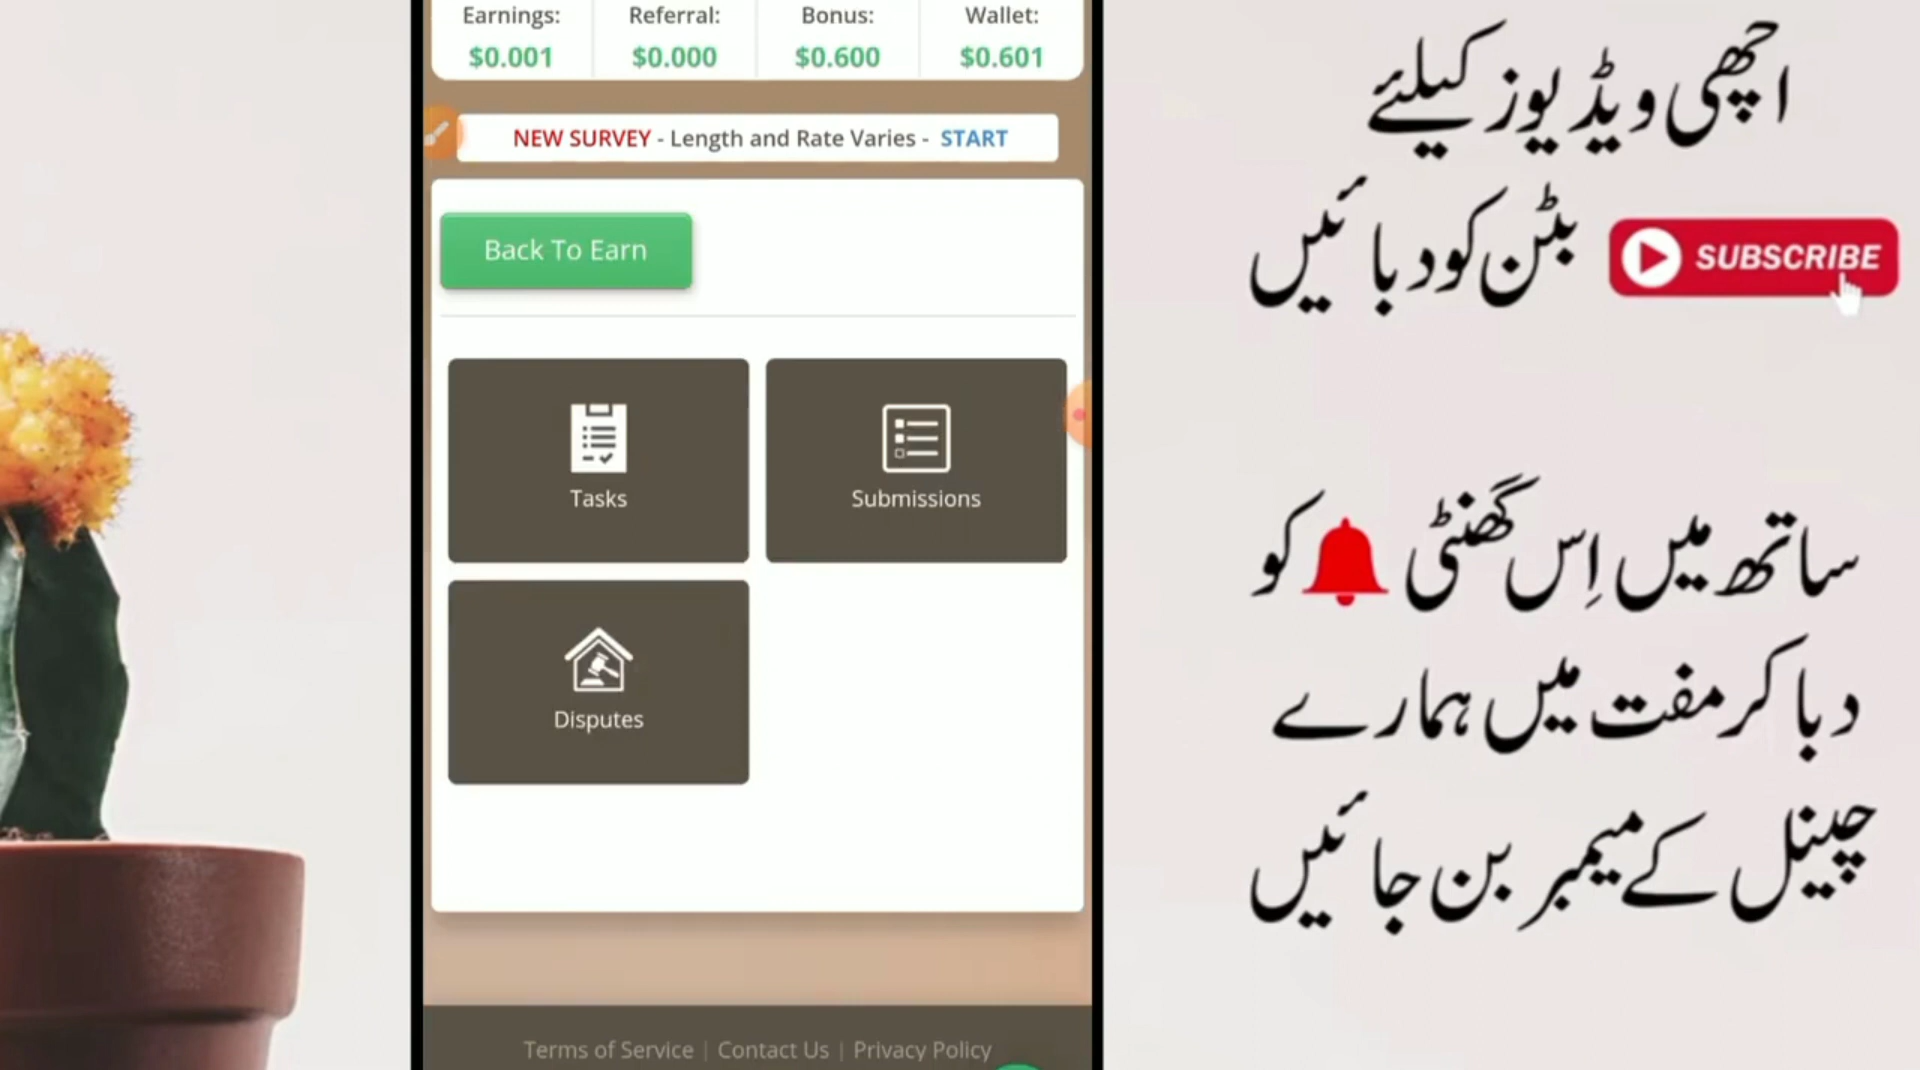 Earnings: Referral: Bonus: Wallet:
$0.001 $0.000 $0.600 $0.601
NEW SURVEY - Length and Rate Varies - START
Back To Earn
Tasks Submissions
Disputes
Terms of Service | Contact Us | Privacy Policy
اچھی ویڈیوز کیلئے
بٹن کو دبائیں SUBSCRIBE
ساتھ میں اِس گھنٹی کو
دبا کر مفت میں ہمارے
چینل کے میمبر بن جائیں